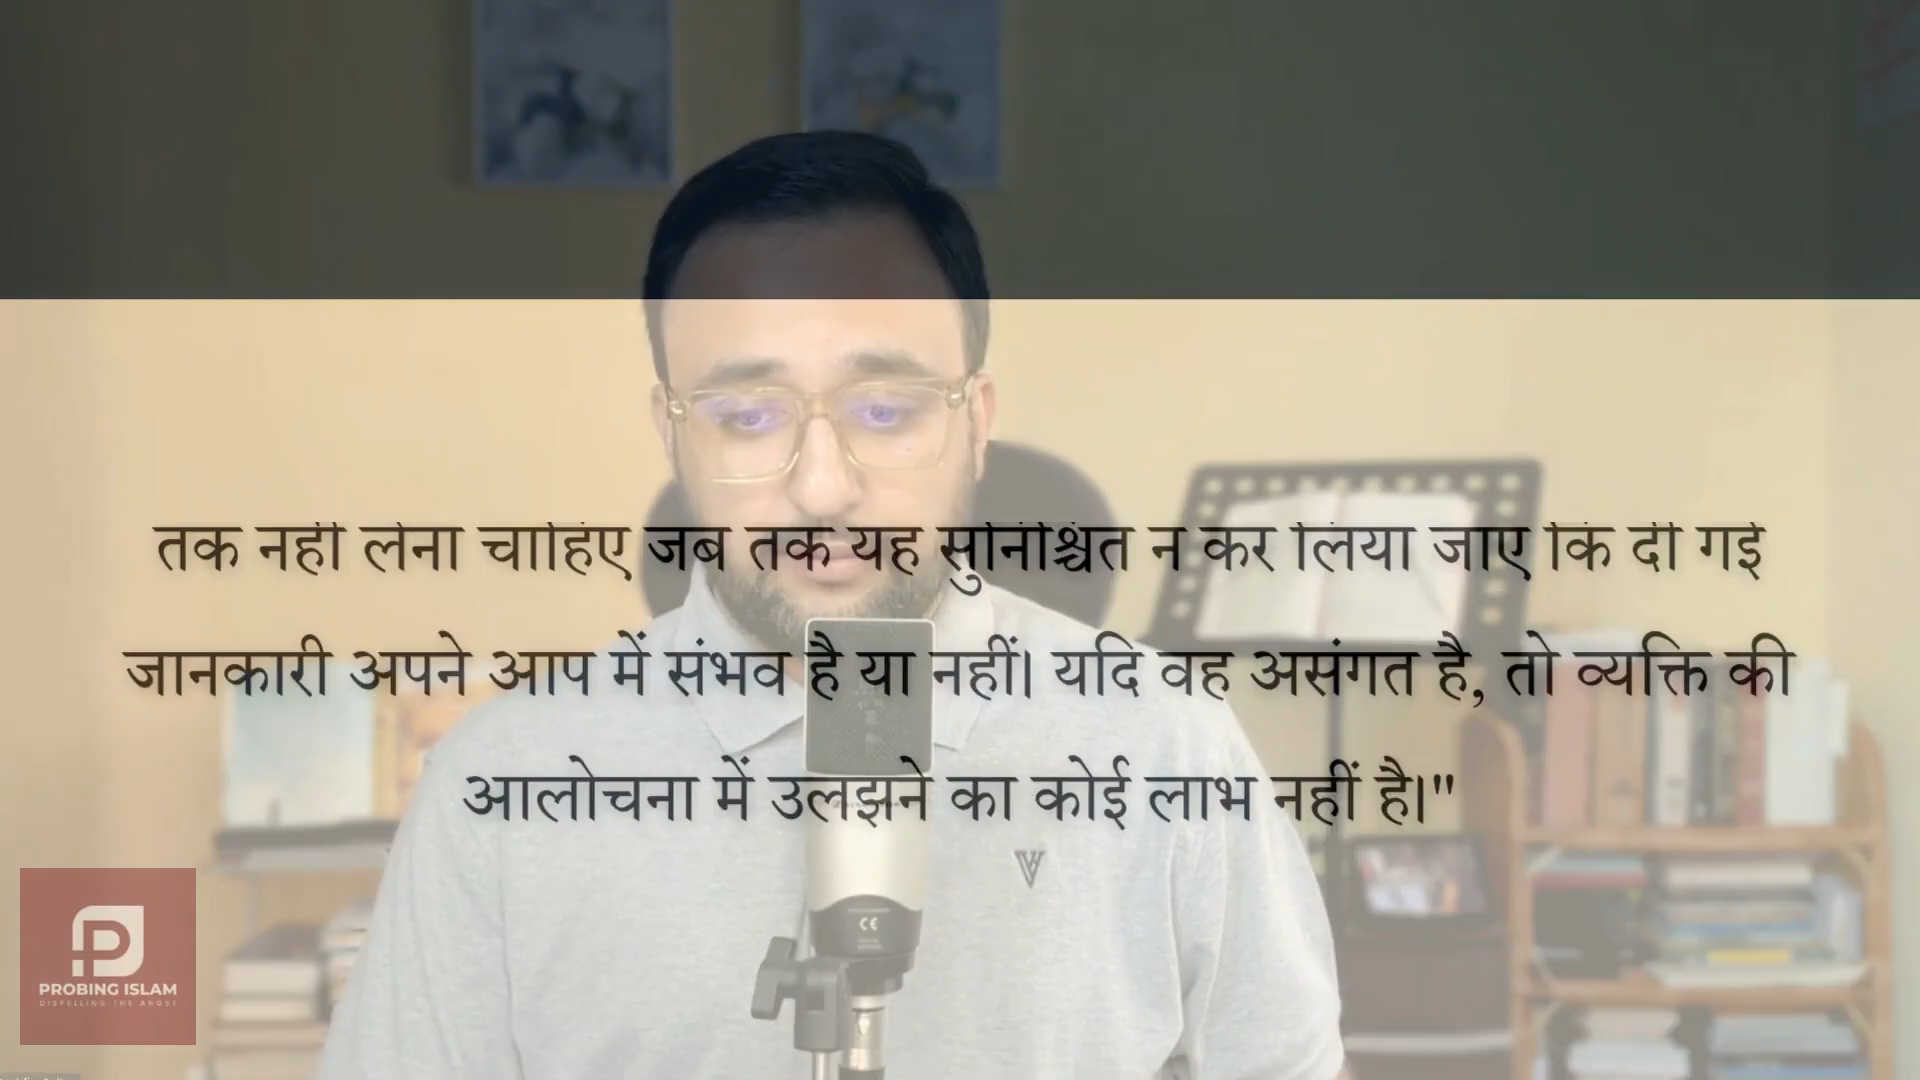 तक नहीं लेना चाहिए जब तक यह सुनिश्चित न कर लिया जाए कि दी गई
जानकारी अपने आप में संभव है या नहीं। यदि वह असंगत है, तो व्यक्ति की
आलोचना में उलझने का कोई लाभ नहीं है।"
PROBING ISLAM
DISPELLING THE ANGST
CE